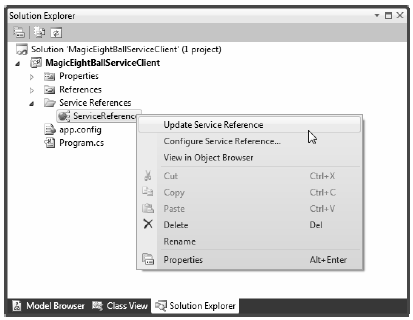 Solution Explorer
Solution 'MagicEightBallServiceClient' (1 project)
MagicEightBallServiceClient
Properties
References
Service References
ServiceReference
app.config
Program.cs
Update Service Reference
Configure Service Reference...
View in Object Browser
Cut Ctrl+X
Copy Ctrl+C
Paste Ctrl+V
Delete Del
Rename
Properties Alt+Enter
Model Browser Class View Solution Explorer